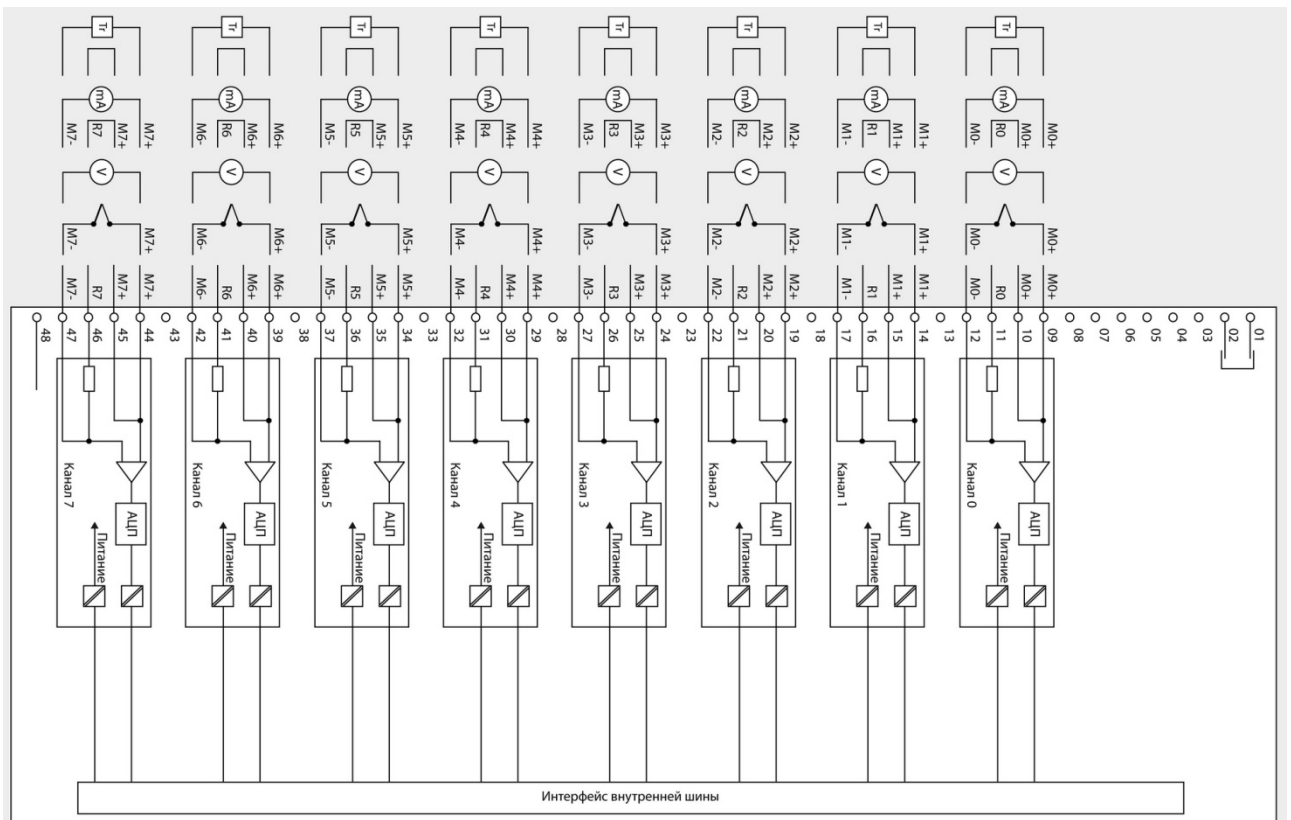 Tr Tr Tr Tr Tr Tr Tr Tr
mA mA mA mA mA mA mA mA
M7- R7 M7+ M7+ M6- R6 M6+ M6+ M5- R5 M5+ M5+ M4- R4 M4+ M4+ M3- R3 M3+ M3+ M2- R2 M2+ M2+ M1- R1 M1+ M1+ M0- R0 M0+ M0+
V V V V V V V V
M7- M7+ M6- M6+ M5- M5+ M4- M4+ M3- M3+ M2- M2+ M1- M1+ M0- M0+
M7- R7 M7+ M7+ M6- R6 M6+ M6+ M5- R5 M5+ M5+ M4- R4 M4+ M4+ M3- R3 M3+ M3+ M2- R2 M2+ M2+ M1- R1 M1+ M1+ M0- R0 M0+ M0+
48 47 46 45 44 43 42 41 40 39 38 37 36 35 34 33 32 31 30 29 28 27 26 25 24 23 22 21 20 19 18 17 16 15 14 13 12 11 10 09 08 07 06 05 04 03 02 01
Канал 7 Канал 6 Канал 5 Канал 4 Канал 3 Канал 2 Канал 1 Канал 0
АЦП АЦП АЦП АЦП АЦП АЦП АЦП АЦП
Питание Питание Питание Питание Питание Питание Питание Питание
Интерфейс внутренней шины